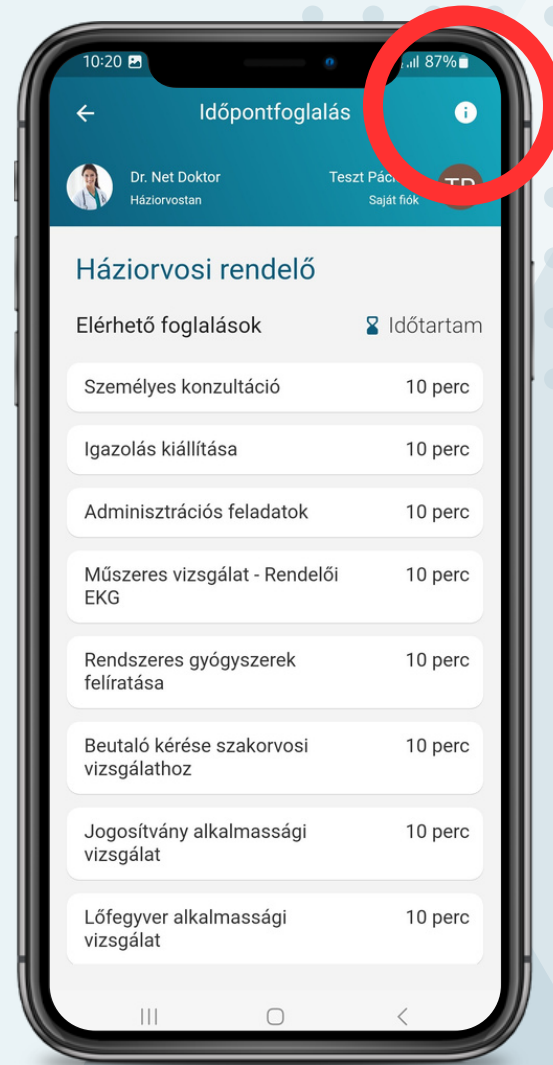 10:20 87%
Időpontfoglalás
Dr. Net Doktor Teszt
Háziorvostan Saját fiók
Háziorvosi rendelő
Elérhető foglalások Időtartam
Személyes konzultáció 10 perc
Igazolás kiállítása 10 perc
Adminisztrációs feladatok 10 perc
Műszeres vizsgálat - Rendelői 10 perc
EKG
Rendszeres gyógyszerek 10 perc
felíratása
Beutaló kérése szakorvosi 10 perc
vizsgálathoz
Jogosítvány alkalmassági 10 perc
vizsgálat
Lőfegyver alkalmassági 10 perc
vizsgálat